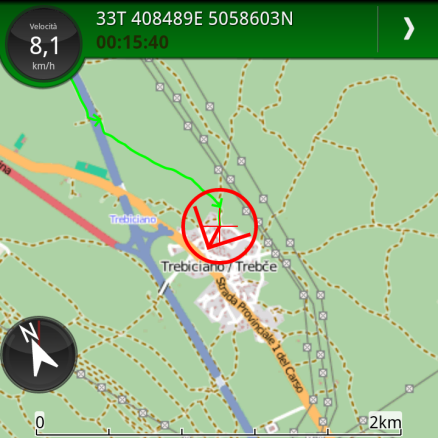 33T 408489E 5058603N
00:15:40
Velocità
8,1
km/h
Trebiciano
Trebiciano / Trebče
Strada Provinciale 1 del Carso
N
0
2km